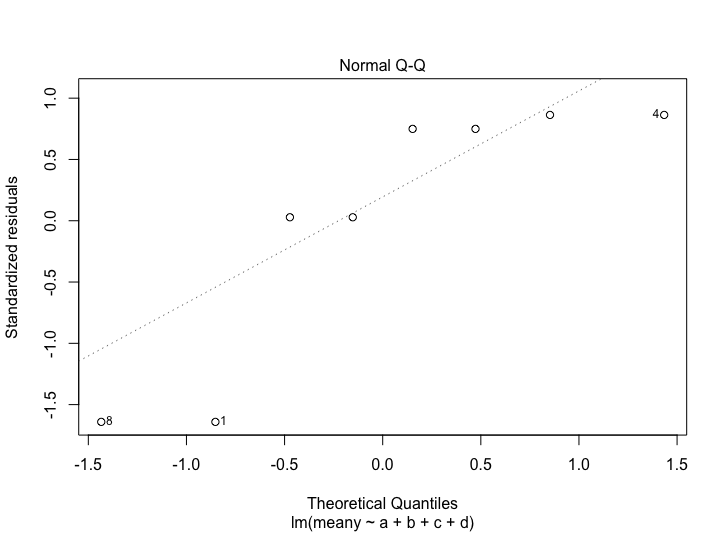 Normal Q-Q
1.0
0.5
0.0
-0.5
-1.0
-1.5
Standardized residuals
4
8
1
-1.5 -1.0 -0.5 0.0 0.5 1.0 1.5
Theoretical Quantiles
lm(meany ~ a + b + c + d)